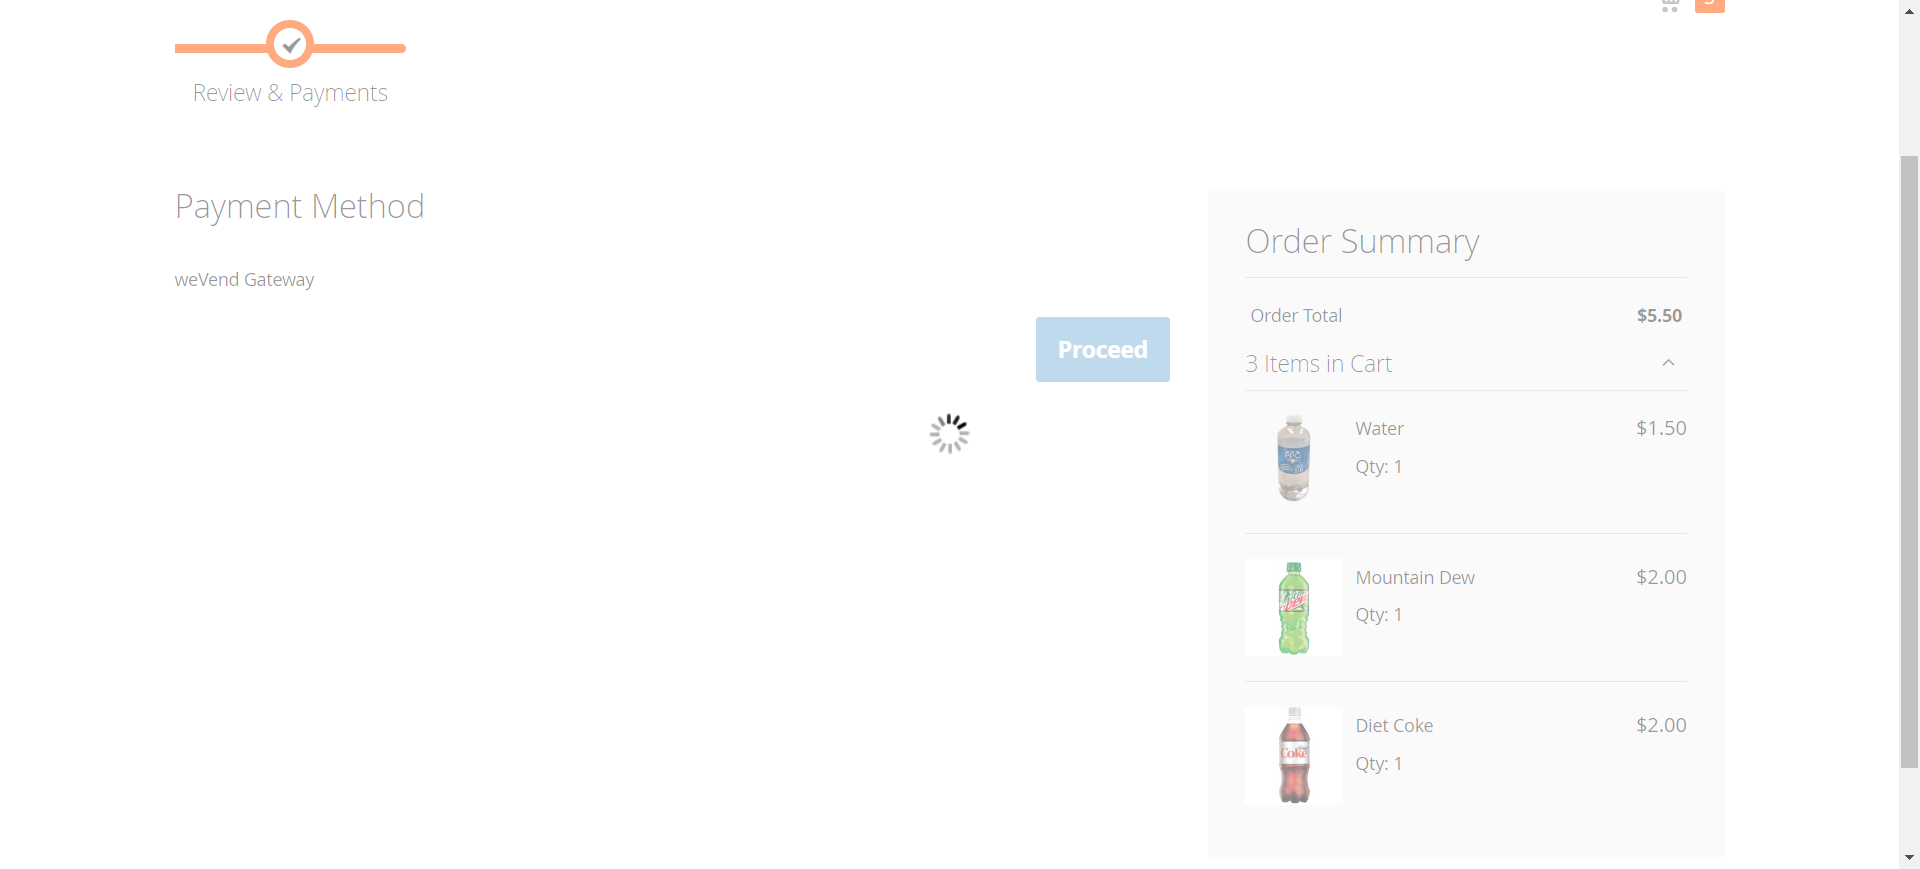 Review & Payments
Payment Method
weVend Gateway
Proceed
Order Summary
Order Total $5.50
3 Items in Cart
Water $1.50
Qty: 1
Mountain Dew $2.00
Qty: 1
Diet Coke $2.00
Qty: 1
Coke